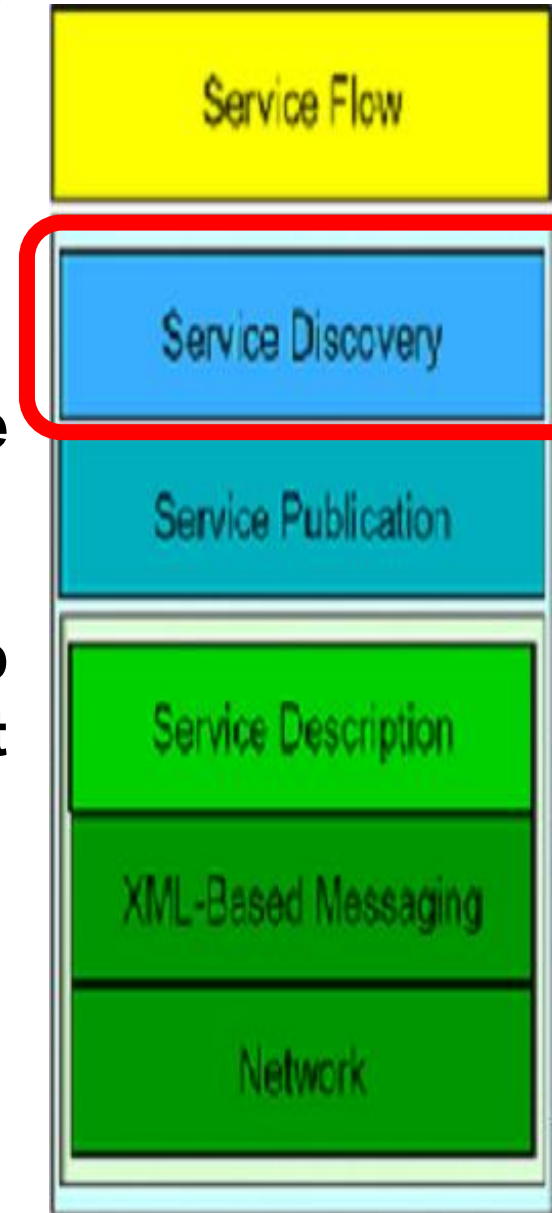 Service Flow
Service Discovery
e
Service Publication
t
Service Description
XML-Based Messaging
Network